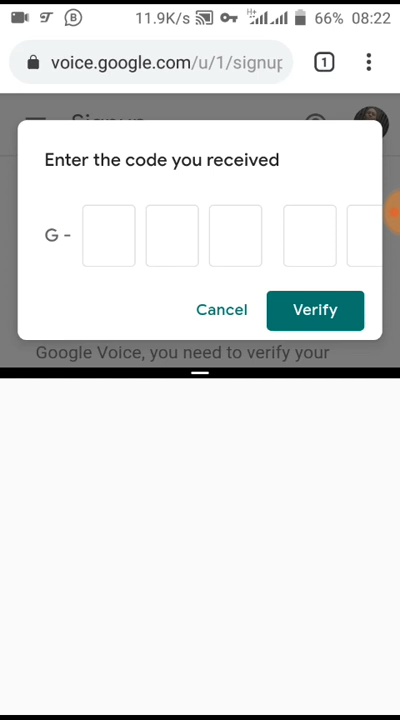 11.9K/s 66% 08:22
voice.google.com/u/1/signup
1
Signup
Enter the code you received
G -
Cancel Verify
Google Voice, you need to verify your